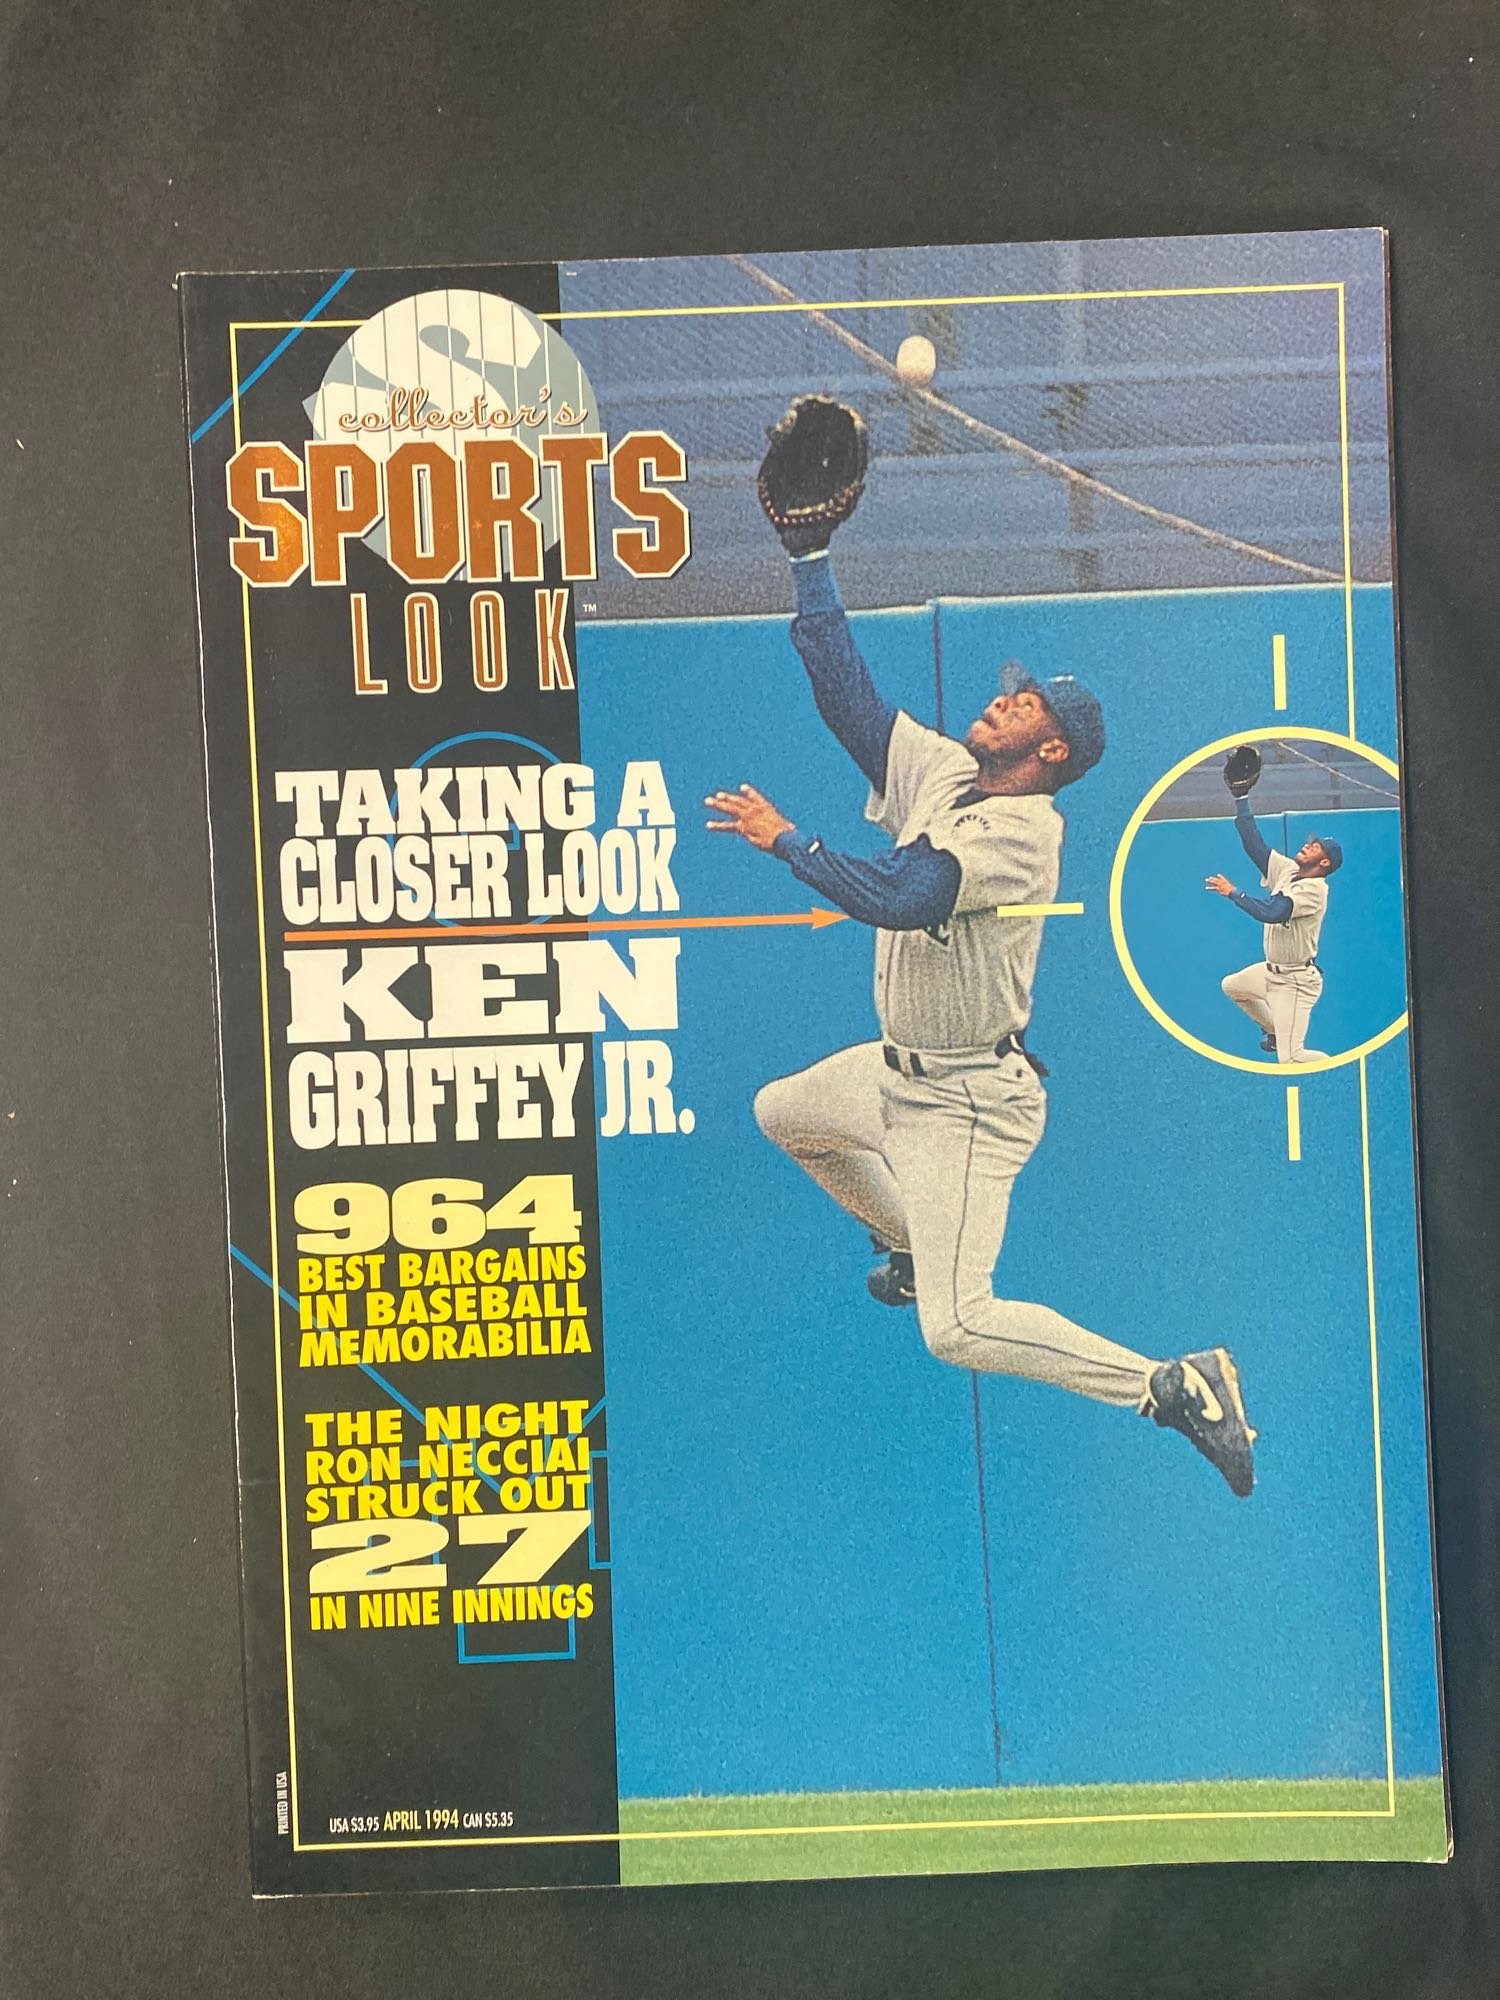 S
collector's
SPORTS
LOOK™
TAKING A
CLOSER LOOK
KEN
GRIFFEY JR.
964
BEST BARGAINS
IN BASEBALL
MEMORABILIA
THE NIGHT
RON NECCIAI
STRUCK OUT
27
IN NINE INNINGS
PRINTED IN USA
USA $3.95 APRIL 1994 CAN $5.35